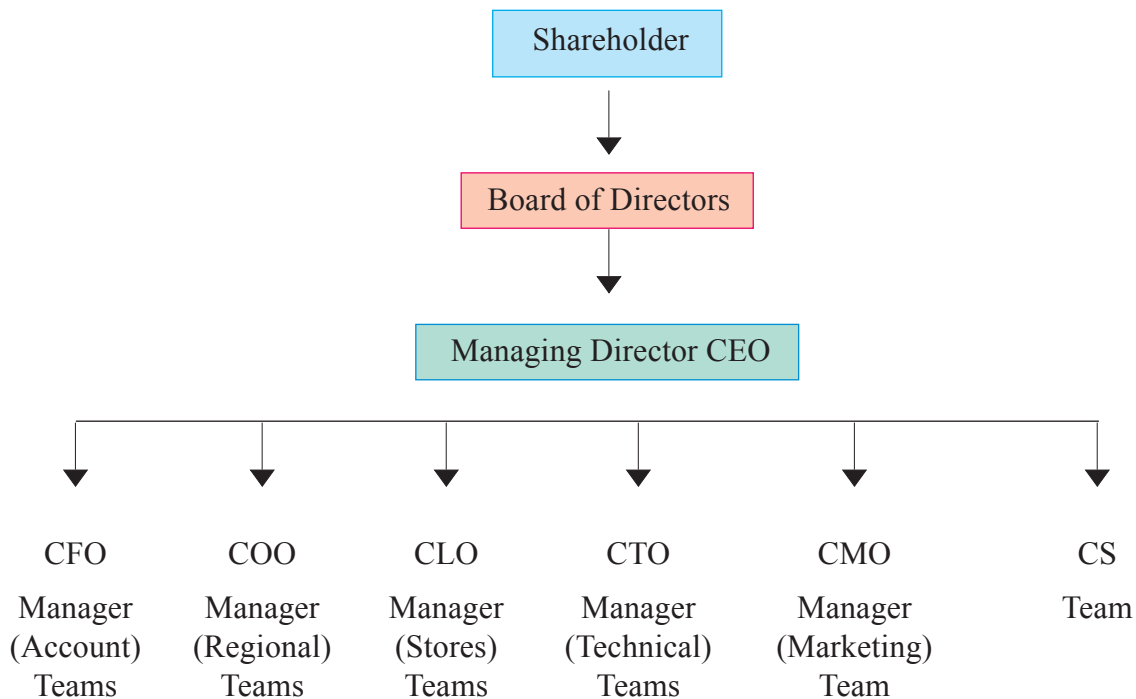 Shareholder
Board of Directors
Managing Director CEO
CFO
COO
CLO
CTO
CMO
CS
Manager
(Account)
Teams
Manager
(Regional)
Teams
Manager
(Stores)
Teams
Manager
(Technical)
Teams
Manager
(Marketing)
Team
Team